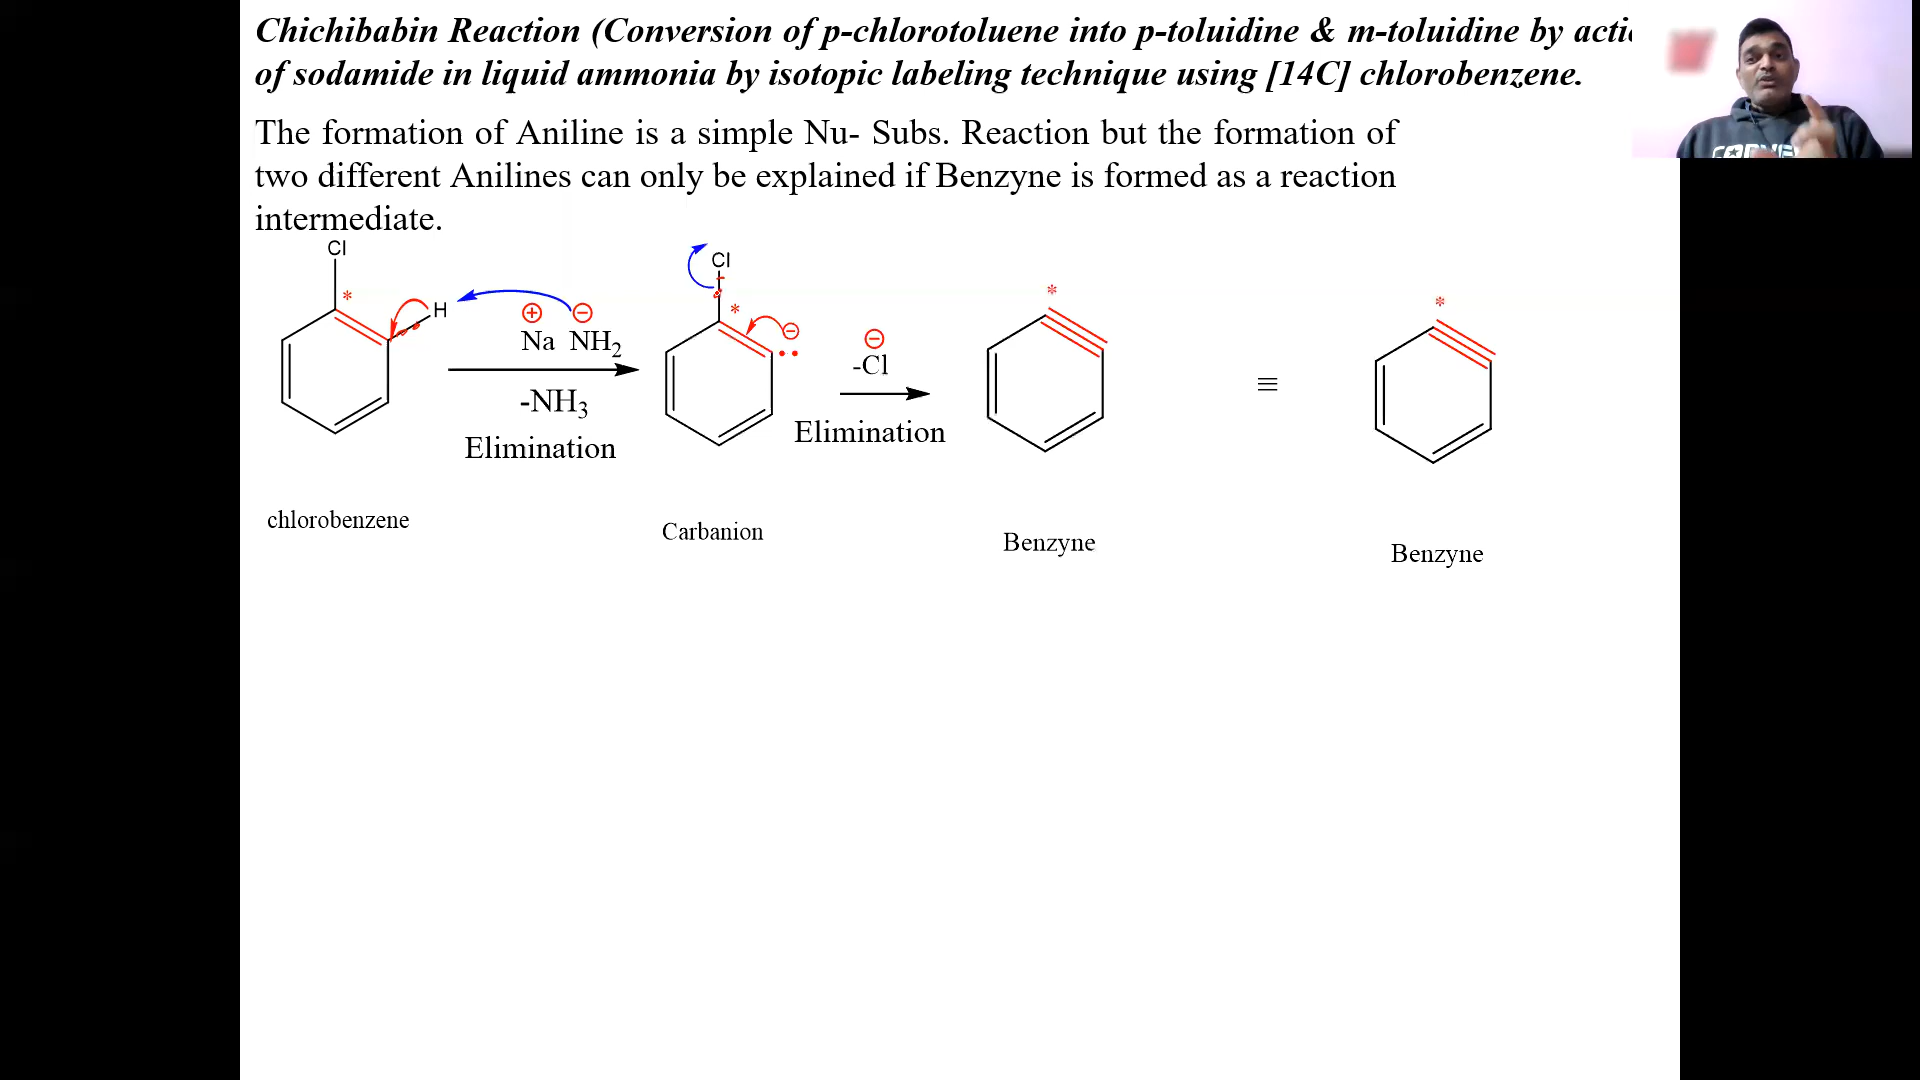 Chichibabin Reaction (Conversion of p-chlorotoluene into p-toluidine & m-toluidine by
of sodamide in liquid ammonia by isotopic labeling technique using [14C] chlorobenzene.
The formation of Aniline is a simple Nu- Subs. Reaction but the formation of
two different Anilines can only be explained if Benzyne is formed as a reaction
intermediate.
Cl
* H
⊕ ⊖
Na NH2
-NH3
Elimination
chlorobenzene
Cl
* ⊖
Carbanion
⊖
-Cl
Elimination
*
Benzyne
≡
*
Benzyne